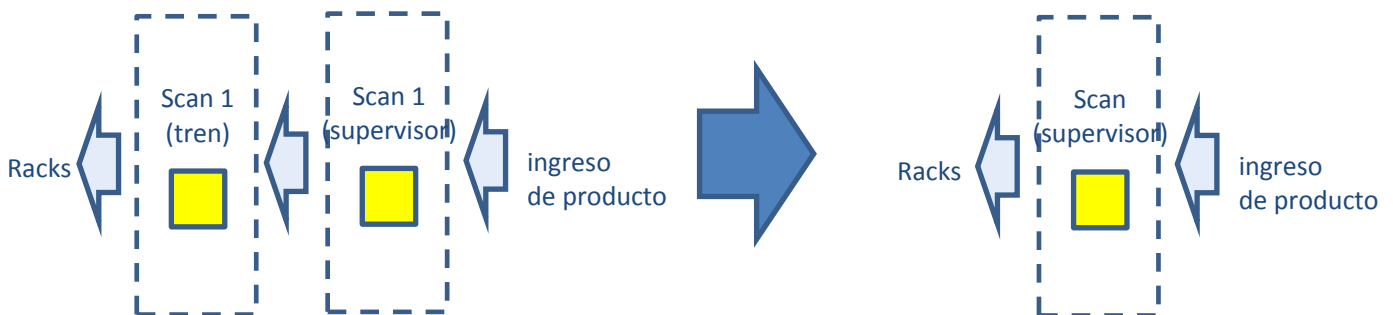 Racks
Scan 1
(tren)
Scan 1
(supervisor)
ingreso
de producto
Racks
Scan
(supervisor)
ingreso
de producto